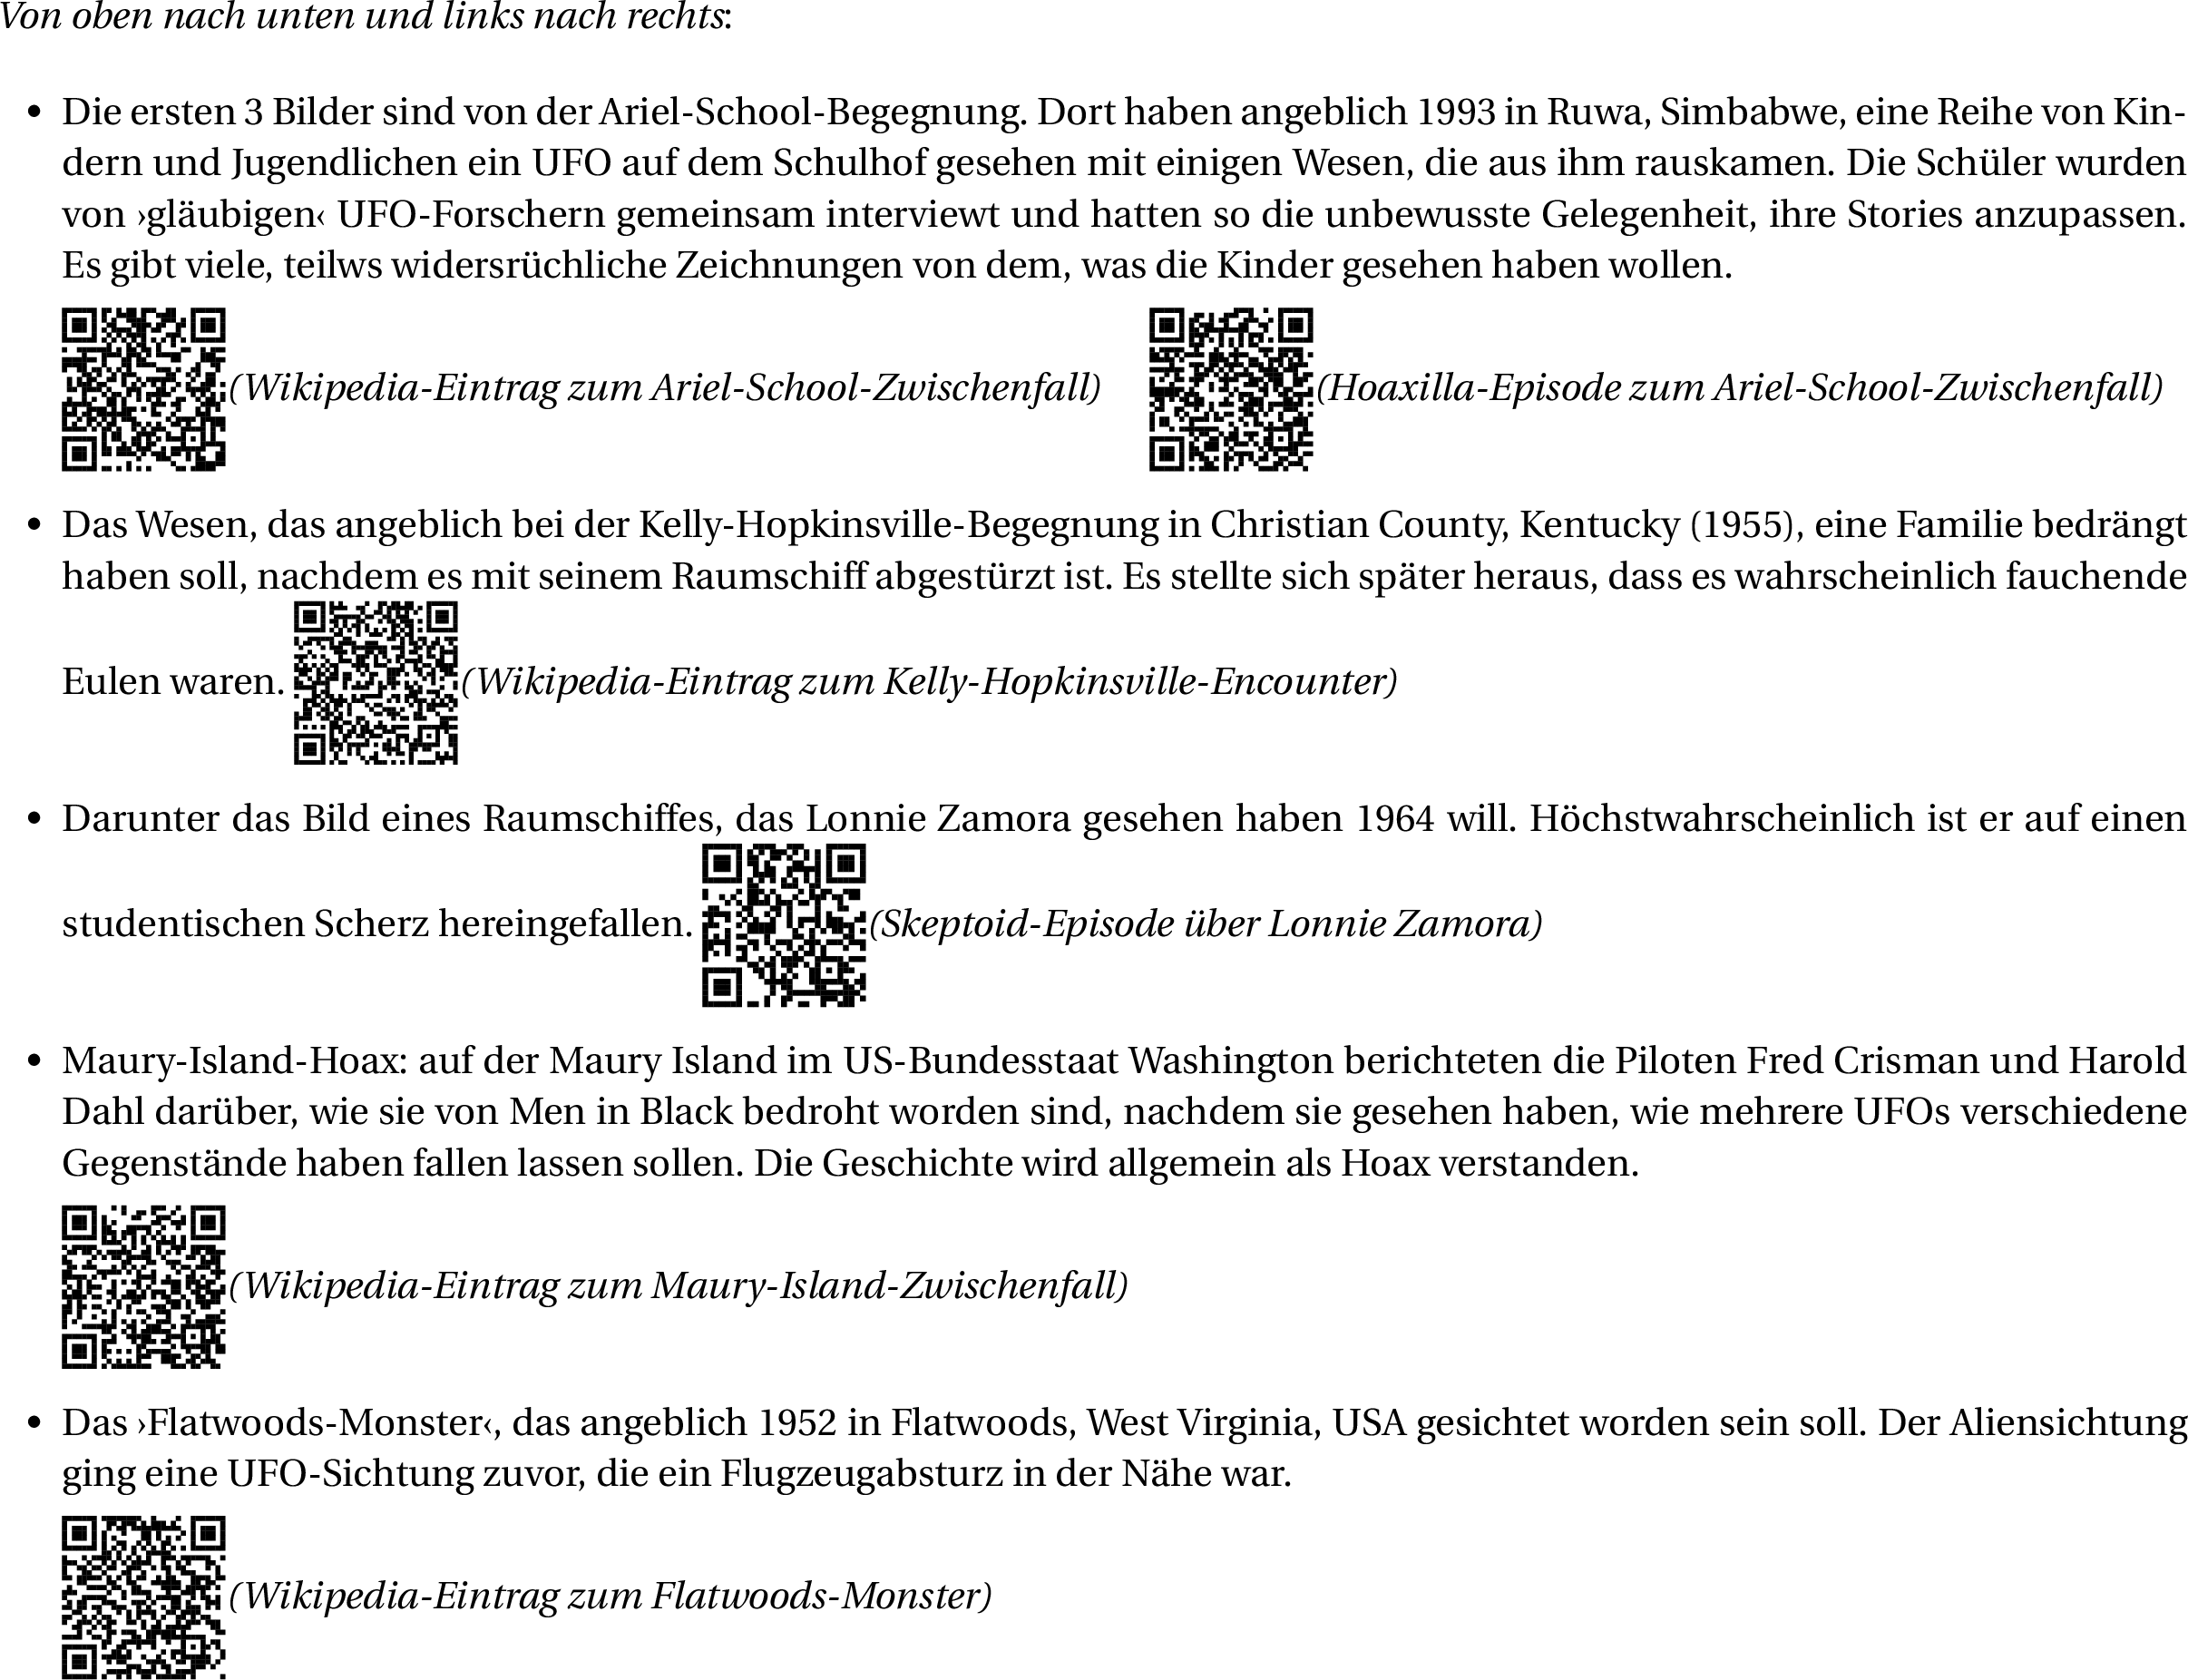 Von oben nach unten und links nach rechts:
• Die ersten 3 Bilder sind von der Ariel-School-Begegnung. Dort haben angeblich 1993 in Ruwa, Simbabwe, eine Reihe von Kin-
dern und Jugendlichen ein UFO auf dem Schulhof gesehen mit einigen Wesen, die aus ihm rauskamen. Die Schüler wurden
von ›gläubigen‹ UFO-Forschern gemeinsam interviewt und hatten so die unbewusste Gelegenheit, ihre Stories anzupassen.
Es gibt viele, teilws widersrüchliche Zeichnungen von dem, was die Kinder gesehen haben wollen.
(Wikipedia-Eintrag zum Ariel-School-Zwischenfall) (Hoaxilla-Episode zum Ariel-School-Zwischenfall)
• Das Wesen, das angeblich bei der Kelly-Hopkinsville-Begegnung in Christian County, Kentucky (1955), eine Familie bedrängt
haben soll, nachdem es mit seinem Raumschiff abgestürzt ist. Es stellte sich später heraus, dass es wahrscheinlich fauchende
Eulen waren. (Wikipedia-Eintrag zum Kelly-Hopkinsville-Encounter)
• Darunter das Bild eines Raumschiffes, das Lonnie Zamora gesehen haben 1964 will. Höchstwahrscheinlich ist er auf einen
studentischen Scherz hereingefallen. (Skeptoid-Episode über Lonnie Zamora)
• Maury-Island-Hoax: auf der Maury Island im US-Bundesstaat Washington berichteten die Piloten Fred Crisman und Harold
Dahl darüber, wie sie von Men in Black bedroht worden sind, nachdem sie gesehen haben, wie mehrere UFOs verschiedene
Gegenstände haben fallen lassen sollen. Die Geschichte wird allgemein als Hoax verstanden.
(Wikipedia-Eintrag zum Maury-Island-Zwischenfall)
• Das ›Flatwoods-Monster‹, das angeblich 1952 in Flatwoods, West Virginia, USA gesichtet worden sein soll. Der Aliensichtung
ging eine UFO-Sichtung zuvor, die ein Flugzeugabsturz in der Nähe war.
(Wikipedia-Eintrag zum Flatwoods-Monster)